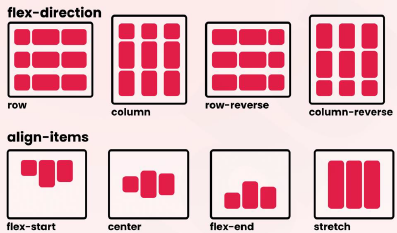 flex-direction
row
column
row-reverse
column-reverse
align-items
flex-start
center
flex-end
stretch